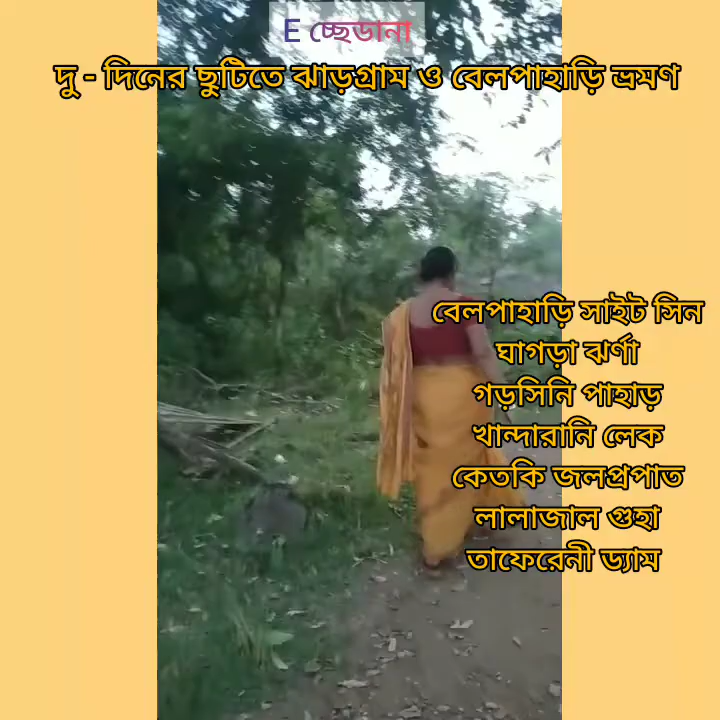 E চ্ছেডানা
দু - দিনের ছুটিতে ঝাড়গ্রাম ও বেলপাহাড়ি ভ্রমণ
বেলপাহাড়ি সাইট সিন
ঘাগড়া ঝর্ণা
গড়সিনি পাহাড়
খান্দারানি লেক
কেতকি জলপ্রপাত
লালাজাল গুহা
তাফেরেনী ড্যাম